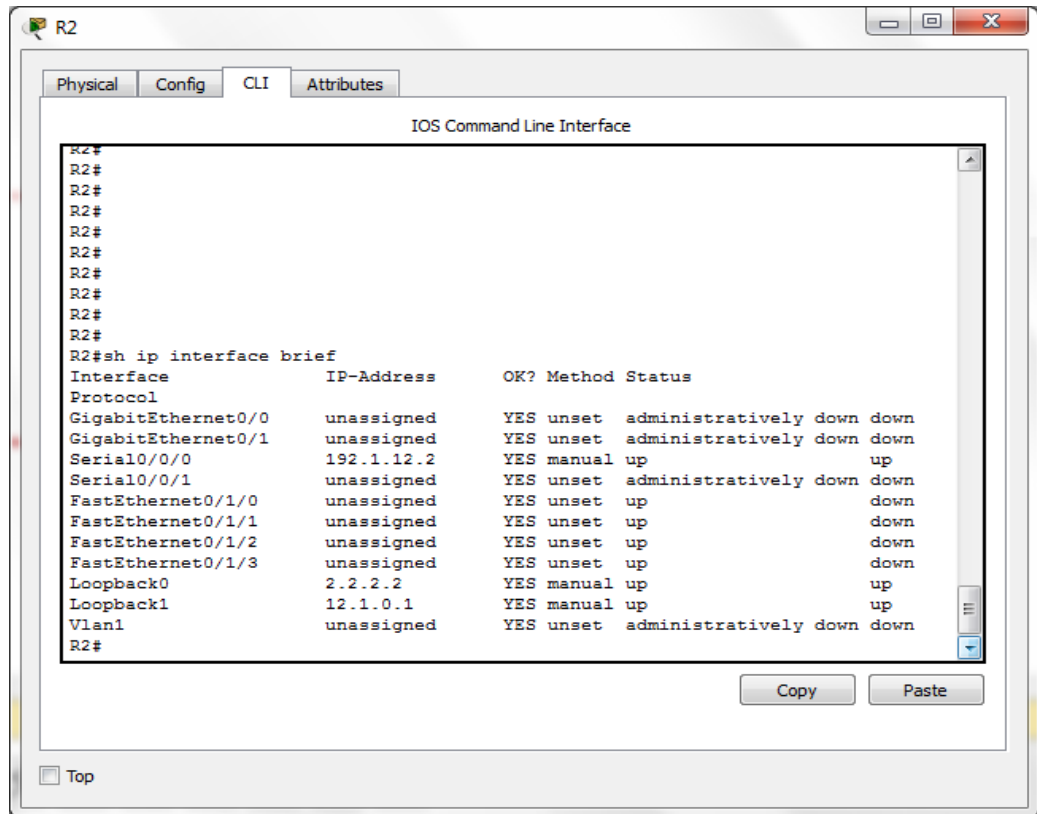 R2
Physical Config CLI Attributes
IOS Command Line Interface
R2#
R2#
R2#
R2#
R2#
R2#
R2#
R2#
R2#
R2#
R2#sh ip interface brief
Interface IP-Address OK? Method Status
Protocol
GigabitEthernet0/0 unassigned YES unset administratively down down
GigabitEthernet0/1 unassigned YES unset administratively down down
Serial0/0/0 192.1.12.2 YES manual up up
Serial0/0/1 unassigned YES unset administratively down down
FastEthernet0/1/0 unassigned YES unset up down
FastEthernet0/1/1 unassigned YES unset up down
FastEthernet0/1/2 unassigned YES unset up down
FastEthernet0/1/3 unassigned YES unset up down
Loopback0 2.2.2.2 YES manual up up
Loopback1 12.1.0.1 YES manual up up
Vlan1 unassigned YES unset administratively down down
R2#
Copy Paste
Top